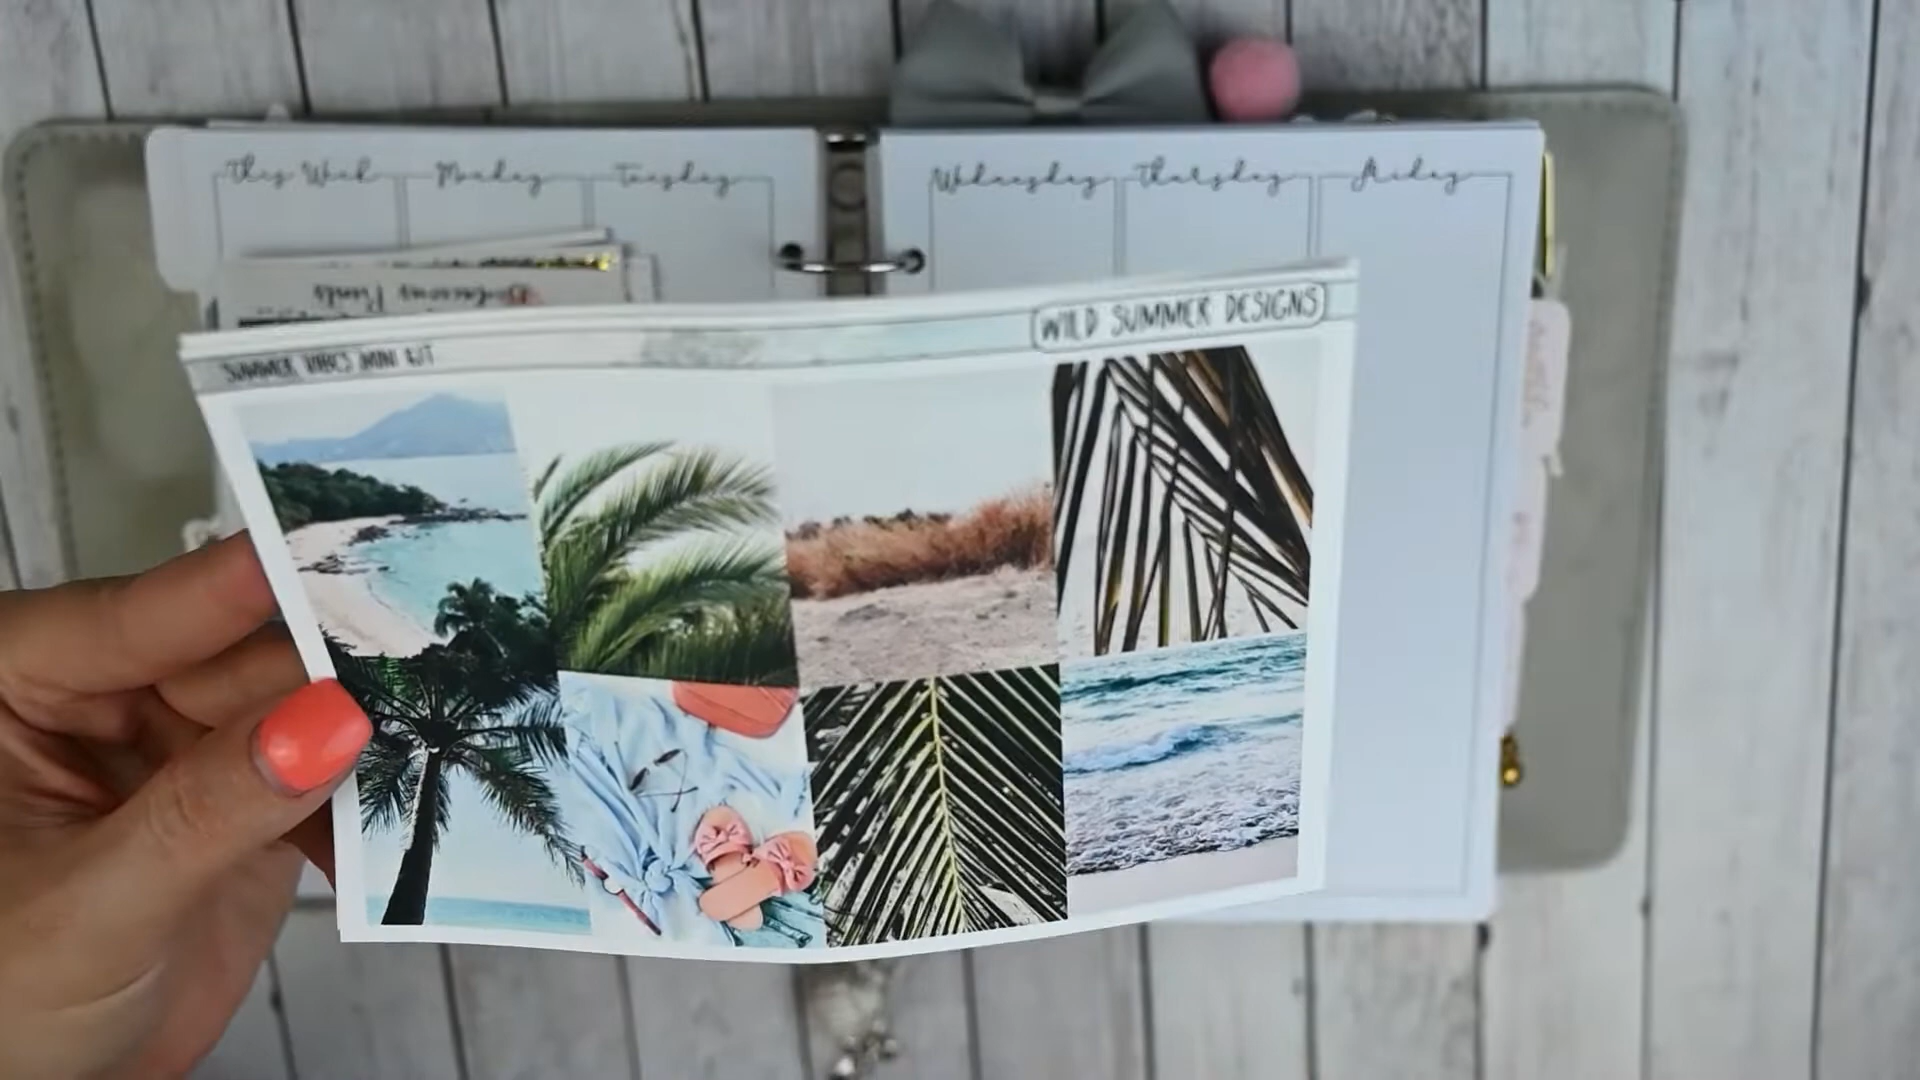 This Week Monday Tuesday Wednesday Thursday Friday
WILD SUMMER DESIGNS
SUMMER VIBES MINI KIT